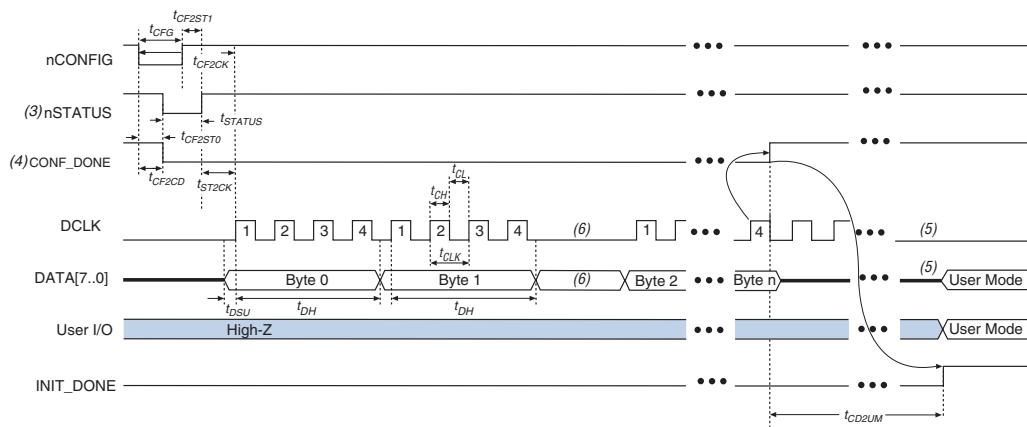 tCF2ST1
tCFG
nCONFIG
tCF2CK
(3) nSTATUS
tSTATUS
tCF2ST0
(4) CONF_DONE
tCF2CD
tST2CK
tCL
tCH
DCLK
1 2 3 4 1 2 3 4 (6) 1 4 (5)
tCLK
DATA[7..0] Byte 0 Byte 1 (6) Byte 2 Byte n (5) User Mode
tDSU tDH tDH
User I/O High-Z User Mode
INIT_DONE
tCD2UM